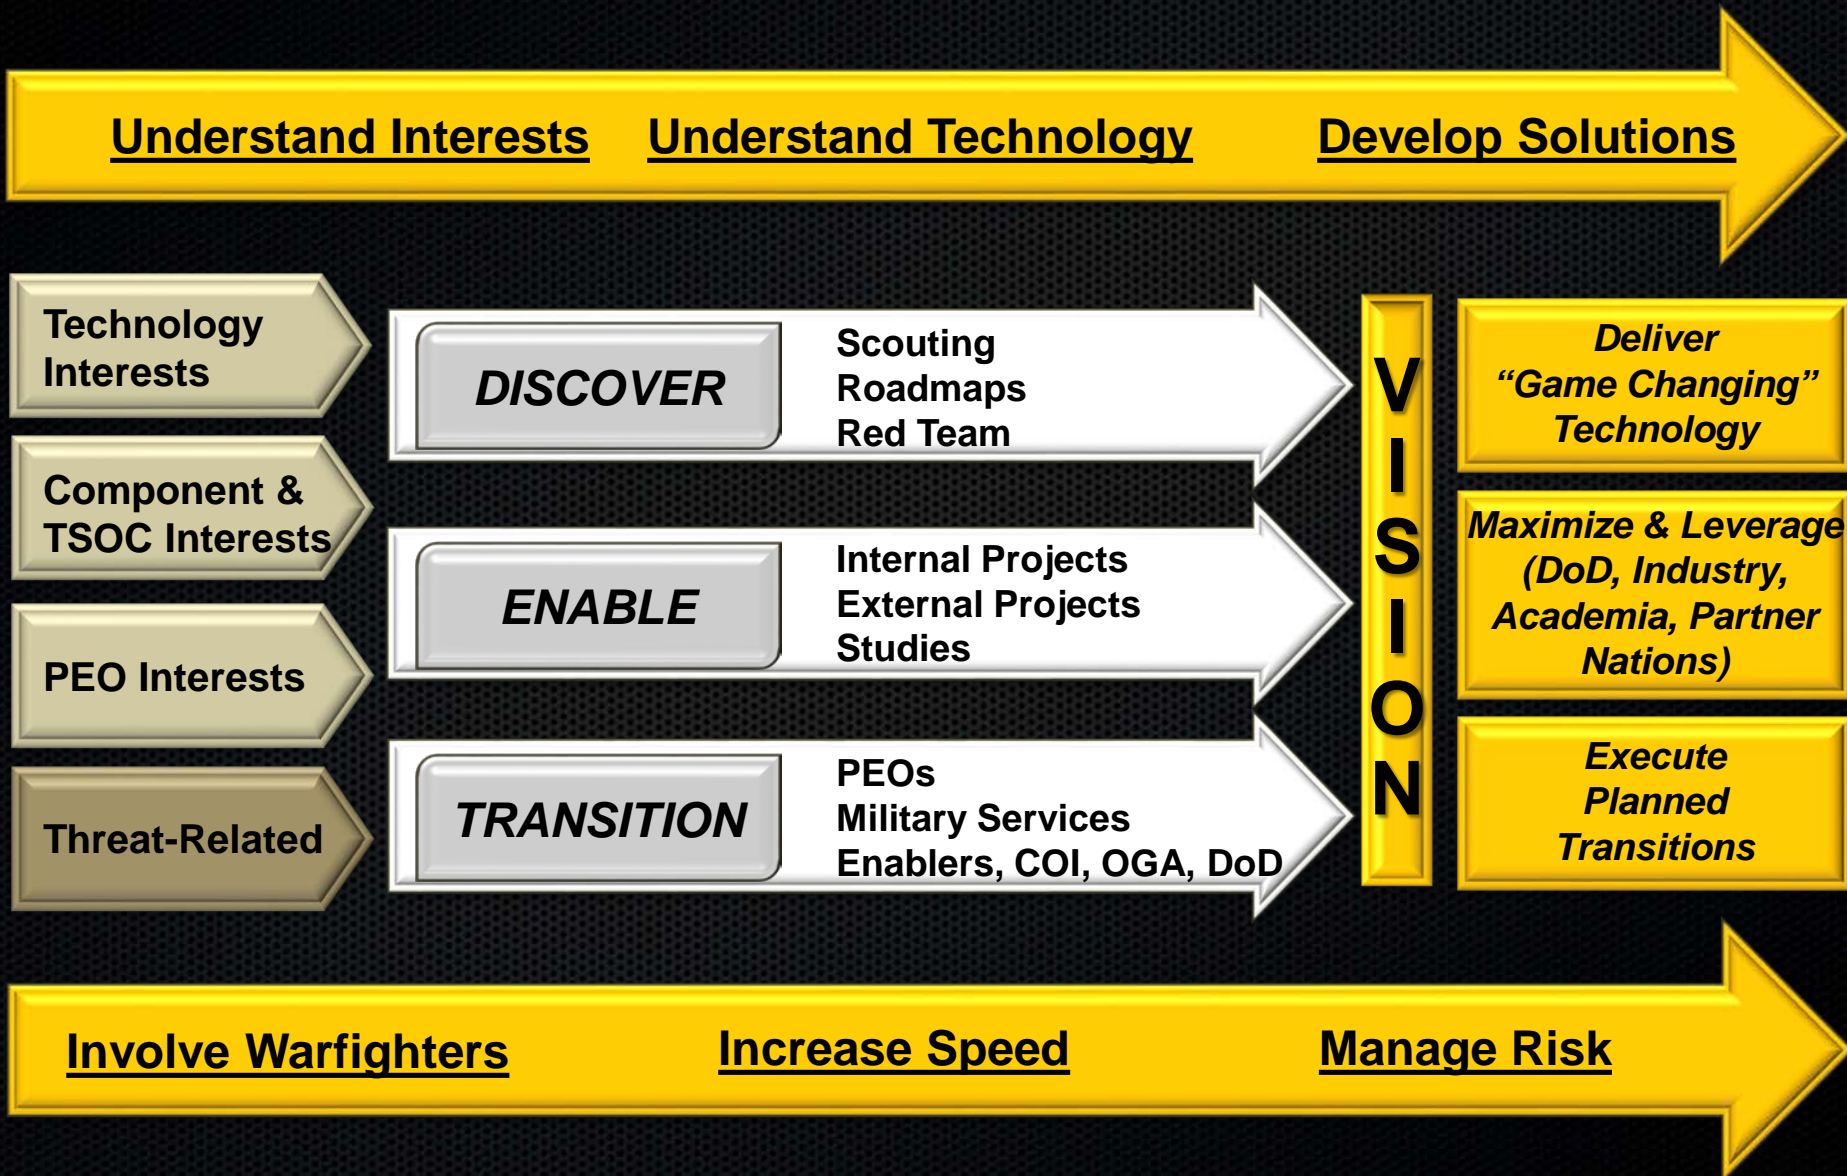 Understand Interests Understand Technology Develop Solutions
Technology
Interests
Component &
TSOC Interests
PEO Interests
Threat-Related
DISCOVER
Scouting
Roadmaps
Red Team
ENABLE
Internal Projects
External Projects
Studies
TRANSITION
PEOs
Military Services
Enablers, COI, OGA, DoD
V
I
S
I
O
N
Deliver
“Game Changing”
Technology
Maximize & Leverage
(DoD, Industry,
Academia, Partner
Nations)
Execute
Planned
Transitions
Involve Warfighters Increase Speed Manage Risk